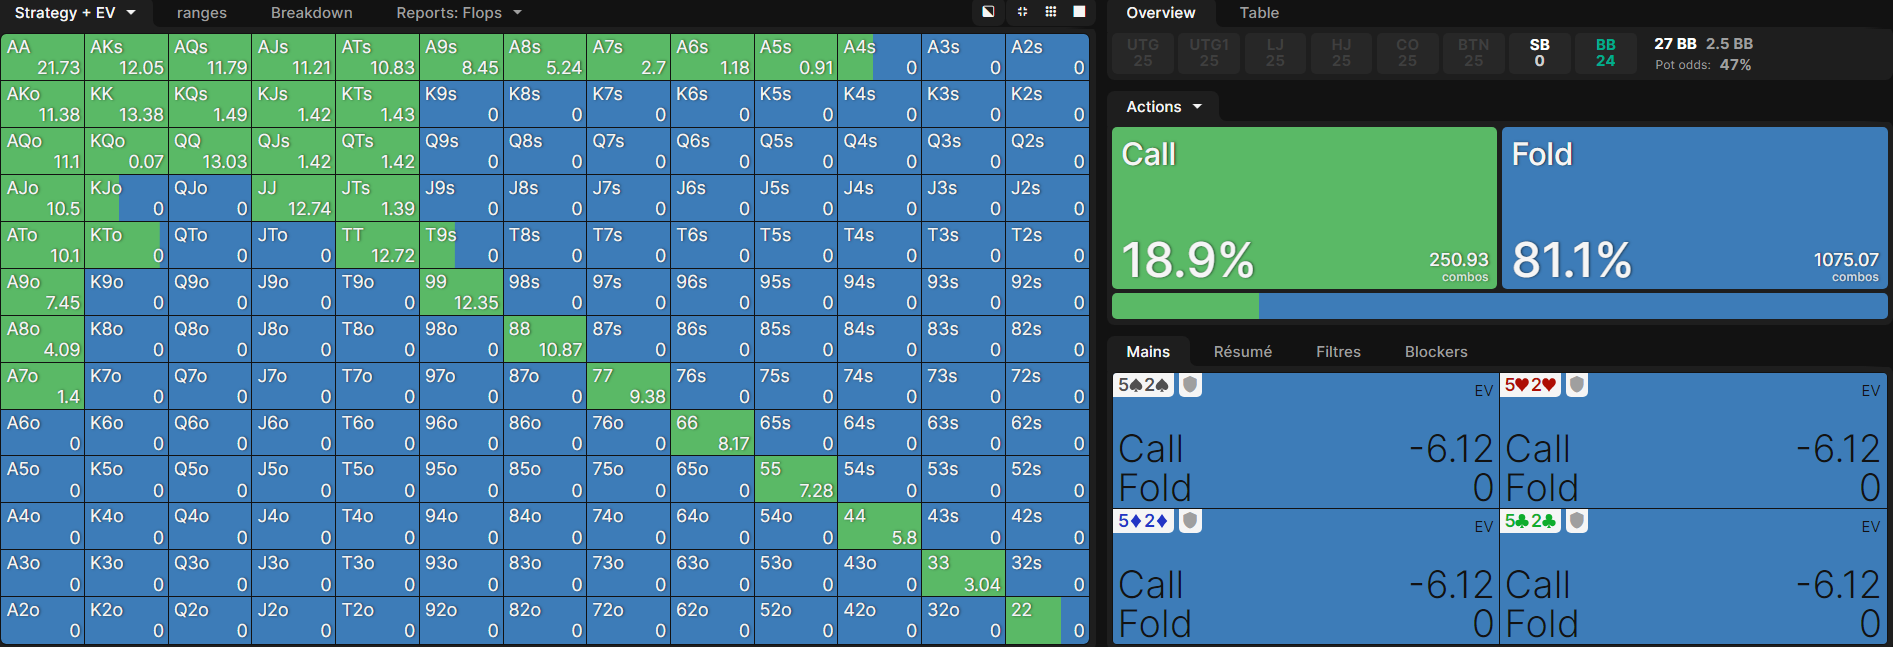 Strategy + EV ranges Breakdown Reports: Flops
AA AKs AQs AJs ATs A9s A8s A7s A6s A5s A4s A3s A2s
21.73 12.05 11.79 11.21 10.83 8.45 5.24 2.7 1.18 0.91 0 0 0
AKo KK KQs KJs KTs K9s K8s K7s K6s K5s K4s K3s K2s
11.38 13.38 1.49 1.42 1.43 0 0 0 0 0 0 0 0
AQo KQo QQ QJs QTs Q9s Q8s Q7s Q6s Q5s Q4s Q3s Q2s
11.1 0.07 13.03 1.42 1.42 0 0 0 0 0 0 0 0
AJo KJo QJo JJ JTs J9s J8s J7s J6s J5s J4s J3s J2s
10.5 0 0 12.74 1.39 0 0 0 0 0 0 0 0
ATo KTo QTo JTo TT T9s T8s T7s T6s T5s T4s T3s T2s
10.1 0 0 0 12.72 0 0 0 0 0 0 0 0
A9o K9o Q9o J9o T9o 99 98s 97s 96s 95s 94s 93s 92s
7.45 0 0 0 0 12.35 0 0 0 0 0 0 0
A8o K8o Q8o J8o T8o 98o 88 87s 86s 85s 84s 83s 82s
4.09 0 0 0 0 0 10.87 0 0 0 0 0 0
A7o K7o Q7o J7o T7o 97o 87o 77 76s 75s 74s 73s 72s
1.4 0 0 0 0 0 0 9.38 0 0 0 0 0
A6o K6o Q6o J6o T6o 96o 86o 76o 66 65s 64s 63s 62s
0 0 0 0 0 0 0 0 8.17 0 0 0 0
A5o K5o Q5o J5o T5o 95o 85o 75o 65o 55 54s 53s 52s
0 0 0 0 0 0 0 0 0 7.28 0 0 0
A4o K4o Q4o J4o T4o 94o 84o 74o 64o 54o 44 43s 42s
0 0 0 0 0 0 0 0 0 0 5.8 0 0
A3o K3o Q3o J3o T3o 93o 83o 73o 63o 53o 43o 33 32s
0 0 0 0 0 0 0 0 0 0 0 3.04 0
A2o K2o Q2o J2o T2o 92o 82o 72o 62o 52o 42o 32o 22
0 0 0 0 0 0 0 0 0 0 0 0 0
Overview Table
UTG UTG1 LJ HJ CO BTN SB BB 27 BB 2.5 BB
25 25 25 25 25 25 0 24 Pot odds: 47%
Actions
Call Fold
18.9% 250.93 combos 81.1% 1075.07 combos
Mains Résumé Filtres Blockers
5♠2♠ EV 5♥2♥ EV
Call -6.12 Call -6.12
Fold 0 Fold 0
5♦2♦ EV 5♣2♣ EV
Call -6.12 Call -6.12
Fold 0 Fold 0